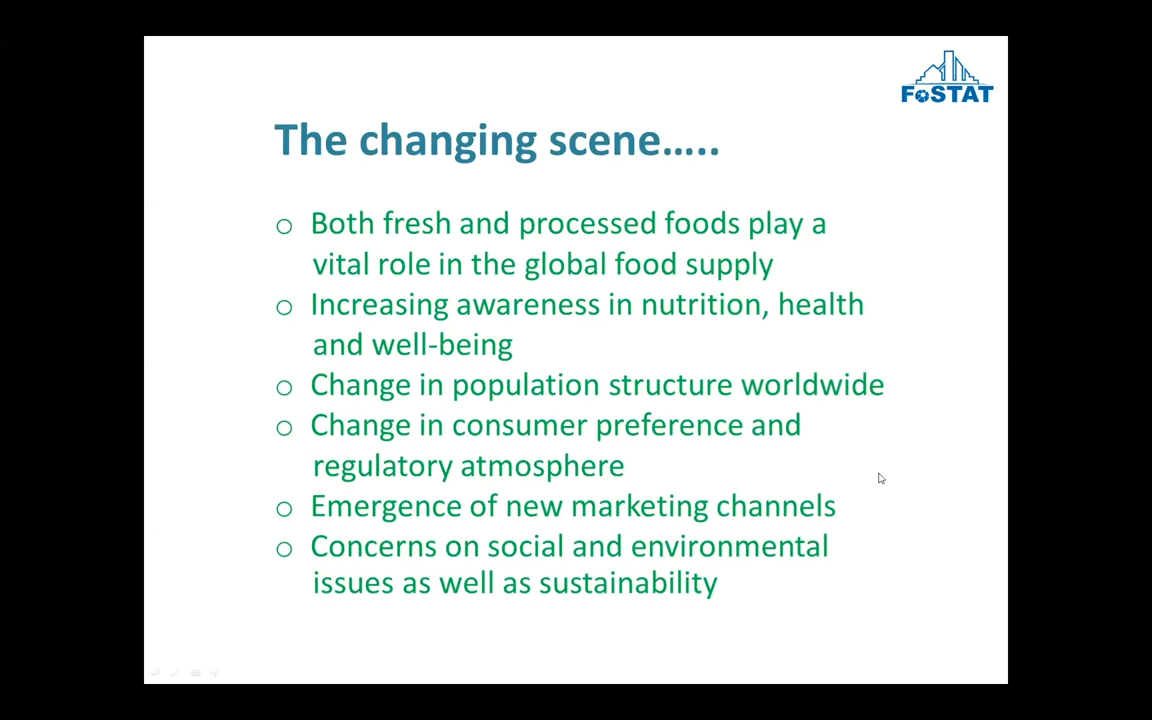 FoSTAT
The changing scene…..
o Both fresh and processed foods play a
vital role in the global food supply
o Increasing awareness in nutrition, health
and well-being
o Change in population structure worldwide
o Change in consumer preference and
regulatory atmosphere
o Emergence of new marketing channels
o Concerns on social and environmental
issues as well as sustainability